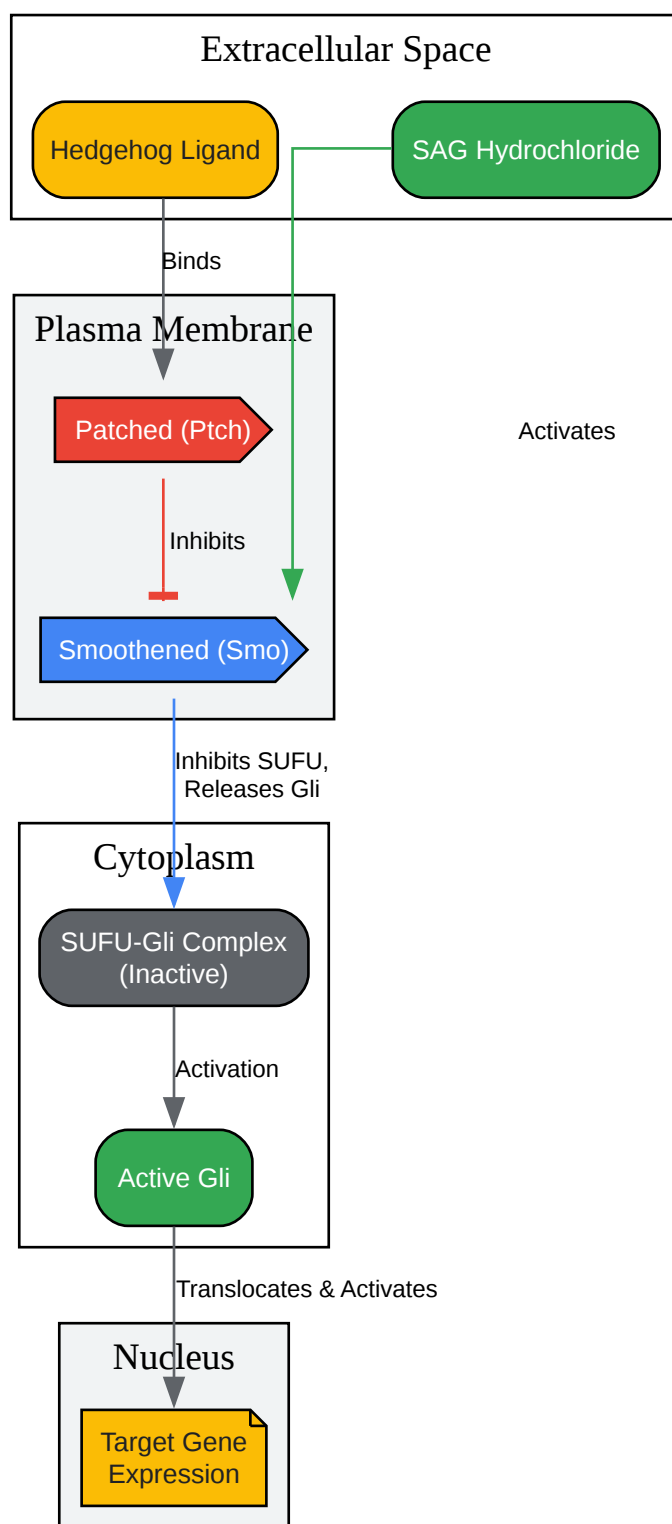 Extracellular Space
Hedgehog Ligand
SAG Hydrochloride
Binds
Plasma Membrane
Patched (Ptch)
Activates
Inhibits
Smoothened (Smo)
Inhibits SUFU,
Releases Gli
Cytoplasm
SUFU-Gli Complex
(Inactive)
Activation
Active Gli
Translocates & Activates
Nucleus
Target Gene
Expression